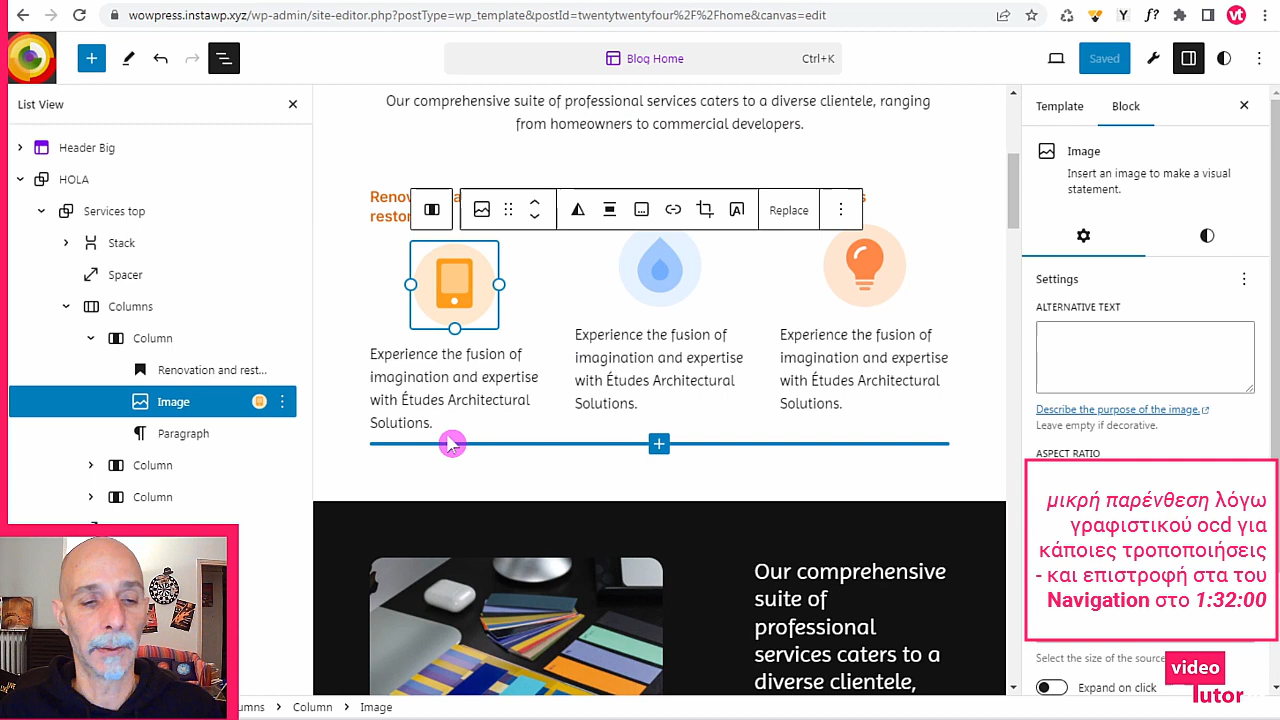 wowpress.instawp.xyz/wp-admin/site-editor.php?postType=wp_template&postId=twentytwentyfour%2F%2Fhome&canvas=edit
Y
f?
vt
Blog Home
Ctrl+K
Saved
List View
Header Big
HOLA
Services top
Stack
Spacer
Columns
Column
Renovation and rest...
Image
Paragraph
Column
Column
Our comprehensive suite of professional services caters to a diverse clientele, ranging
from homeowners to commercial developers.
Replace
Experience the fusion of
imagination and expertise
with Études Architectural
Solutions.
Experience the fusion of
imagination and expertise
with Études Architectural
Solutions.
Experience the fusion of
imagination and expertise
with Études Architectural
Solutions.
Our comprehensive
suite of
professional
services caters to a
diverse clientele,
Template
Block
Image
Insert an image to make a visual
statement.
Settings
ALTERNATIVE TEXT
Describe the purpose of the image.
Leave empty if decorative.
ASPECT RATIO
μικρή παρένθεση λόγω
γραφιστικού ocd για
κάποιες τροποποιήσεις
- και επιστροφή στα του
Navigation στο 1:32:00
Select the size of the source
Expand on click
video
Tutor
Column
Image